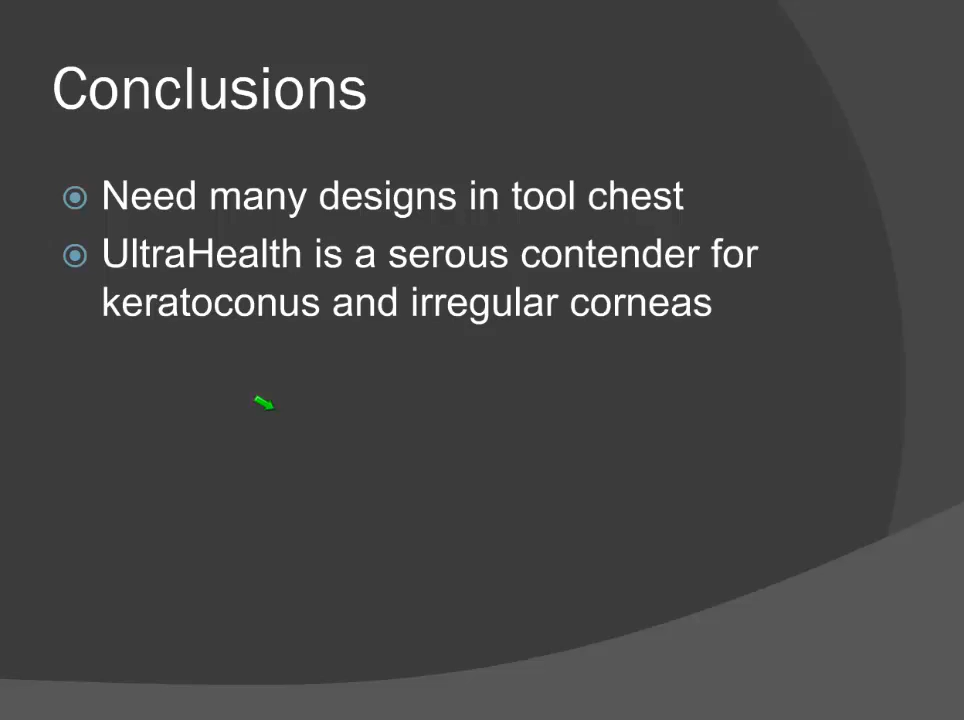 Conclusions
Need many designs in tool chest
UltraHealth is a serous contender for
keratoconus and irregular corneas